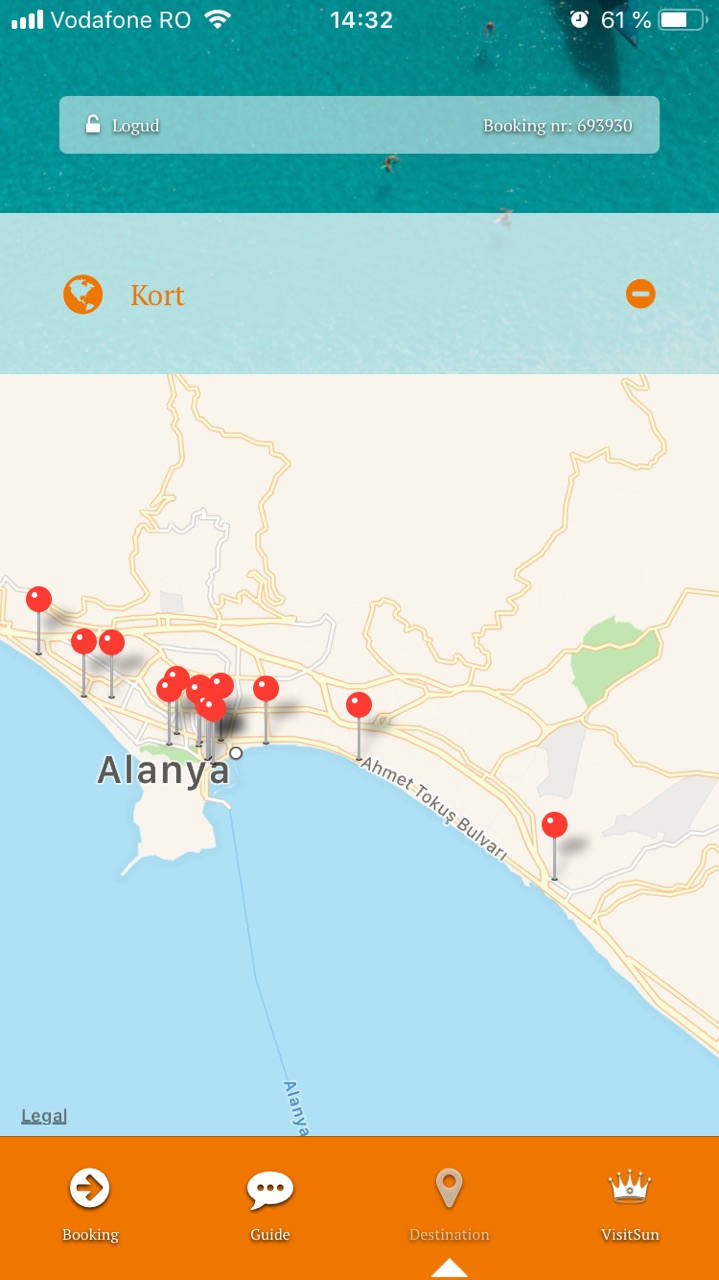 Vodafone RO 14:32 61 %
Logud Booking nr: 693930
Kort
Alanya
Ahmet Tokuş Bulvarı
Alanya
Legal
Booking Guide Destination VisitSun